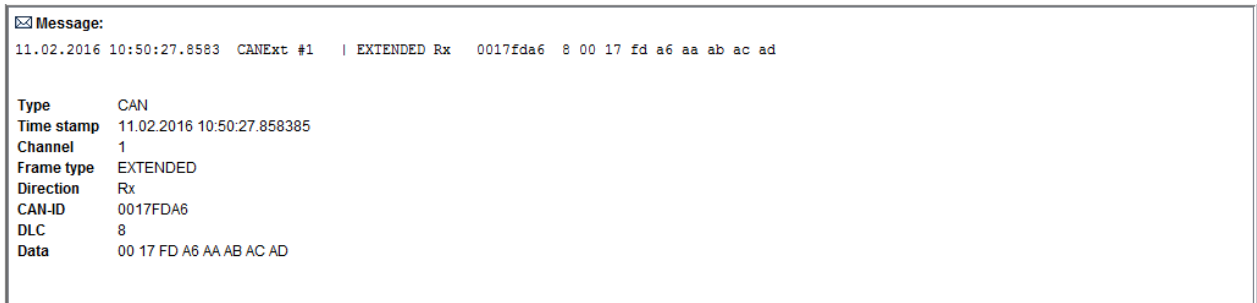 Message:
11.02.2016 10:50:27.8583 CANExt #1 | EXTENDED Rx 0017fda6 8 00 17 fd a6 aa ab ac ad
Type CAN
Time stamp 11.02.2016 10:50:27.858385
Channel 1
Frame type EXTENDED
Direction Rx
CAN-ID 0017FDA6
DLC 8
Data 00 17 FD A6 AA AB AC AD